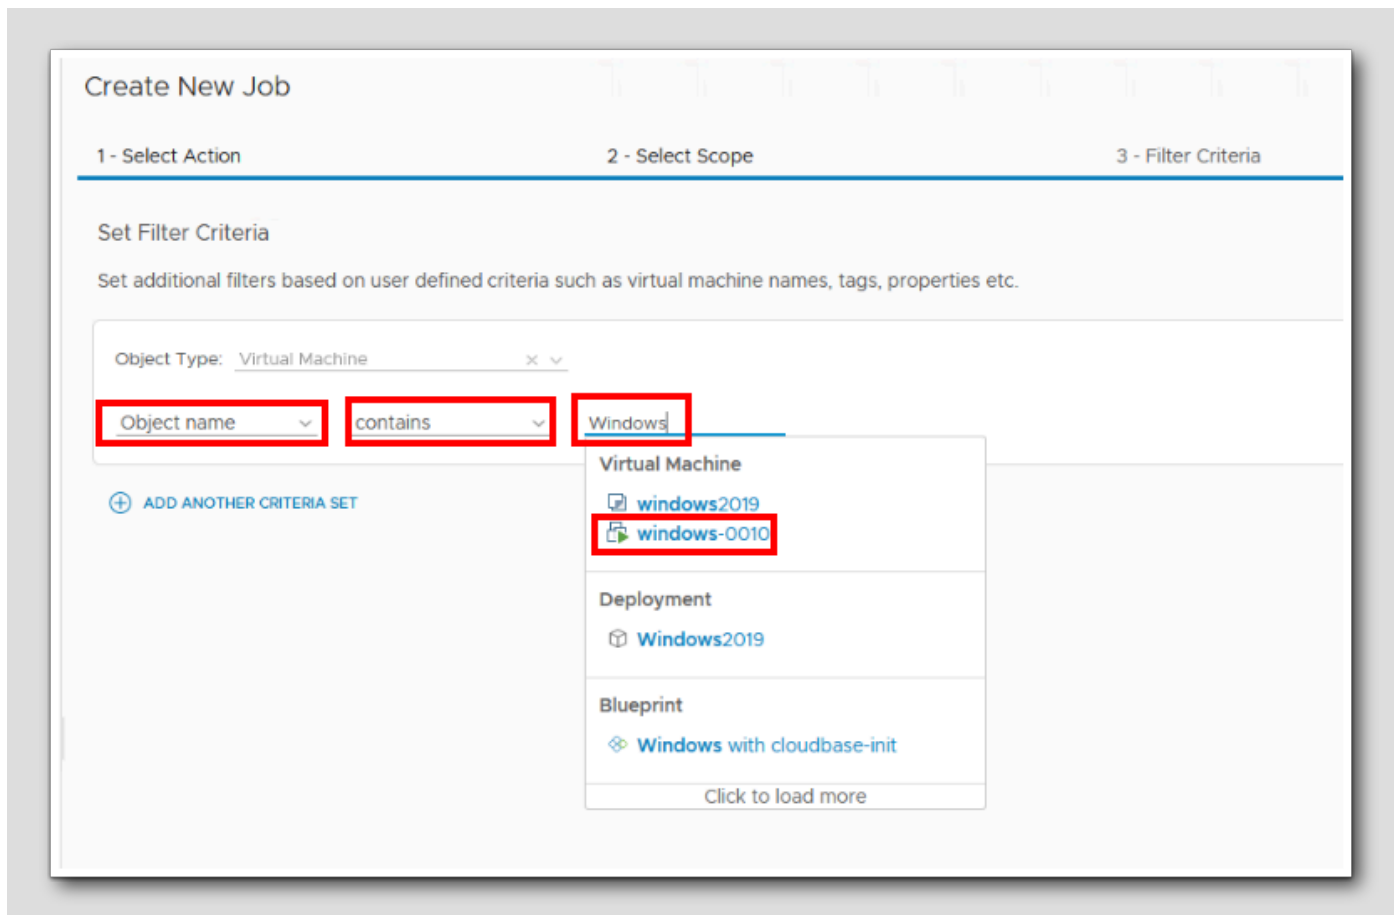 Create New Job
1 - Select Action 2 - Select Scope 3 - Filter Criteria
Set Filter Criteria
Set additional filters based on user defined criteria such as virtual machine names, tags, properties etc.
Object Type: Virtual Machine
Object name contains Windows
Virtual Machine
ADD ANOTHER CRITERIA SET windows2019
windows-0010
Deployment
Windows2019
Blueprint
Windows with cloudbase-init
Click to load more